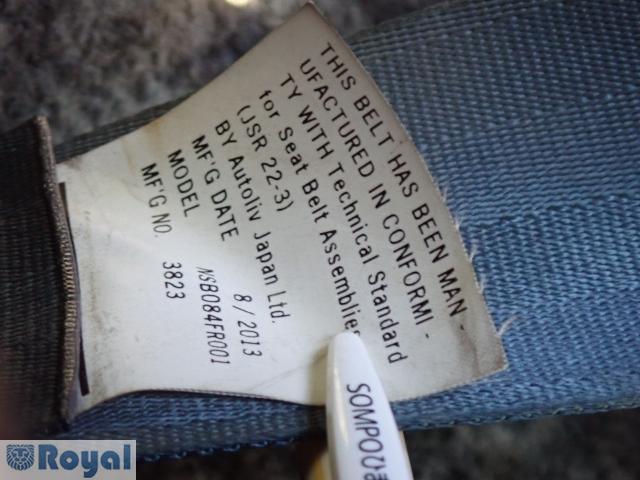 THIS BELT HAS BEEN MAN-
UFACTURED IN CONFORMI-
TY WITH Technical Standard
for Seat Belt Assemblies
(JSR 22-3)
BY Autoliv Japan Ltd.
MF'G DATE 8/2013
MODEL NSB084FR001
MF'G NO. 3823
SOMPO
Royal